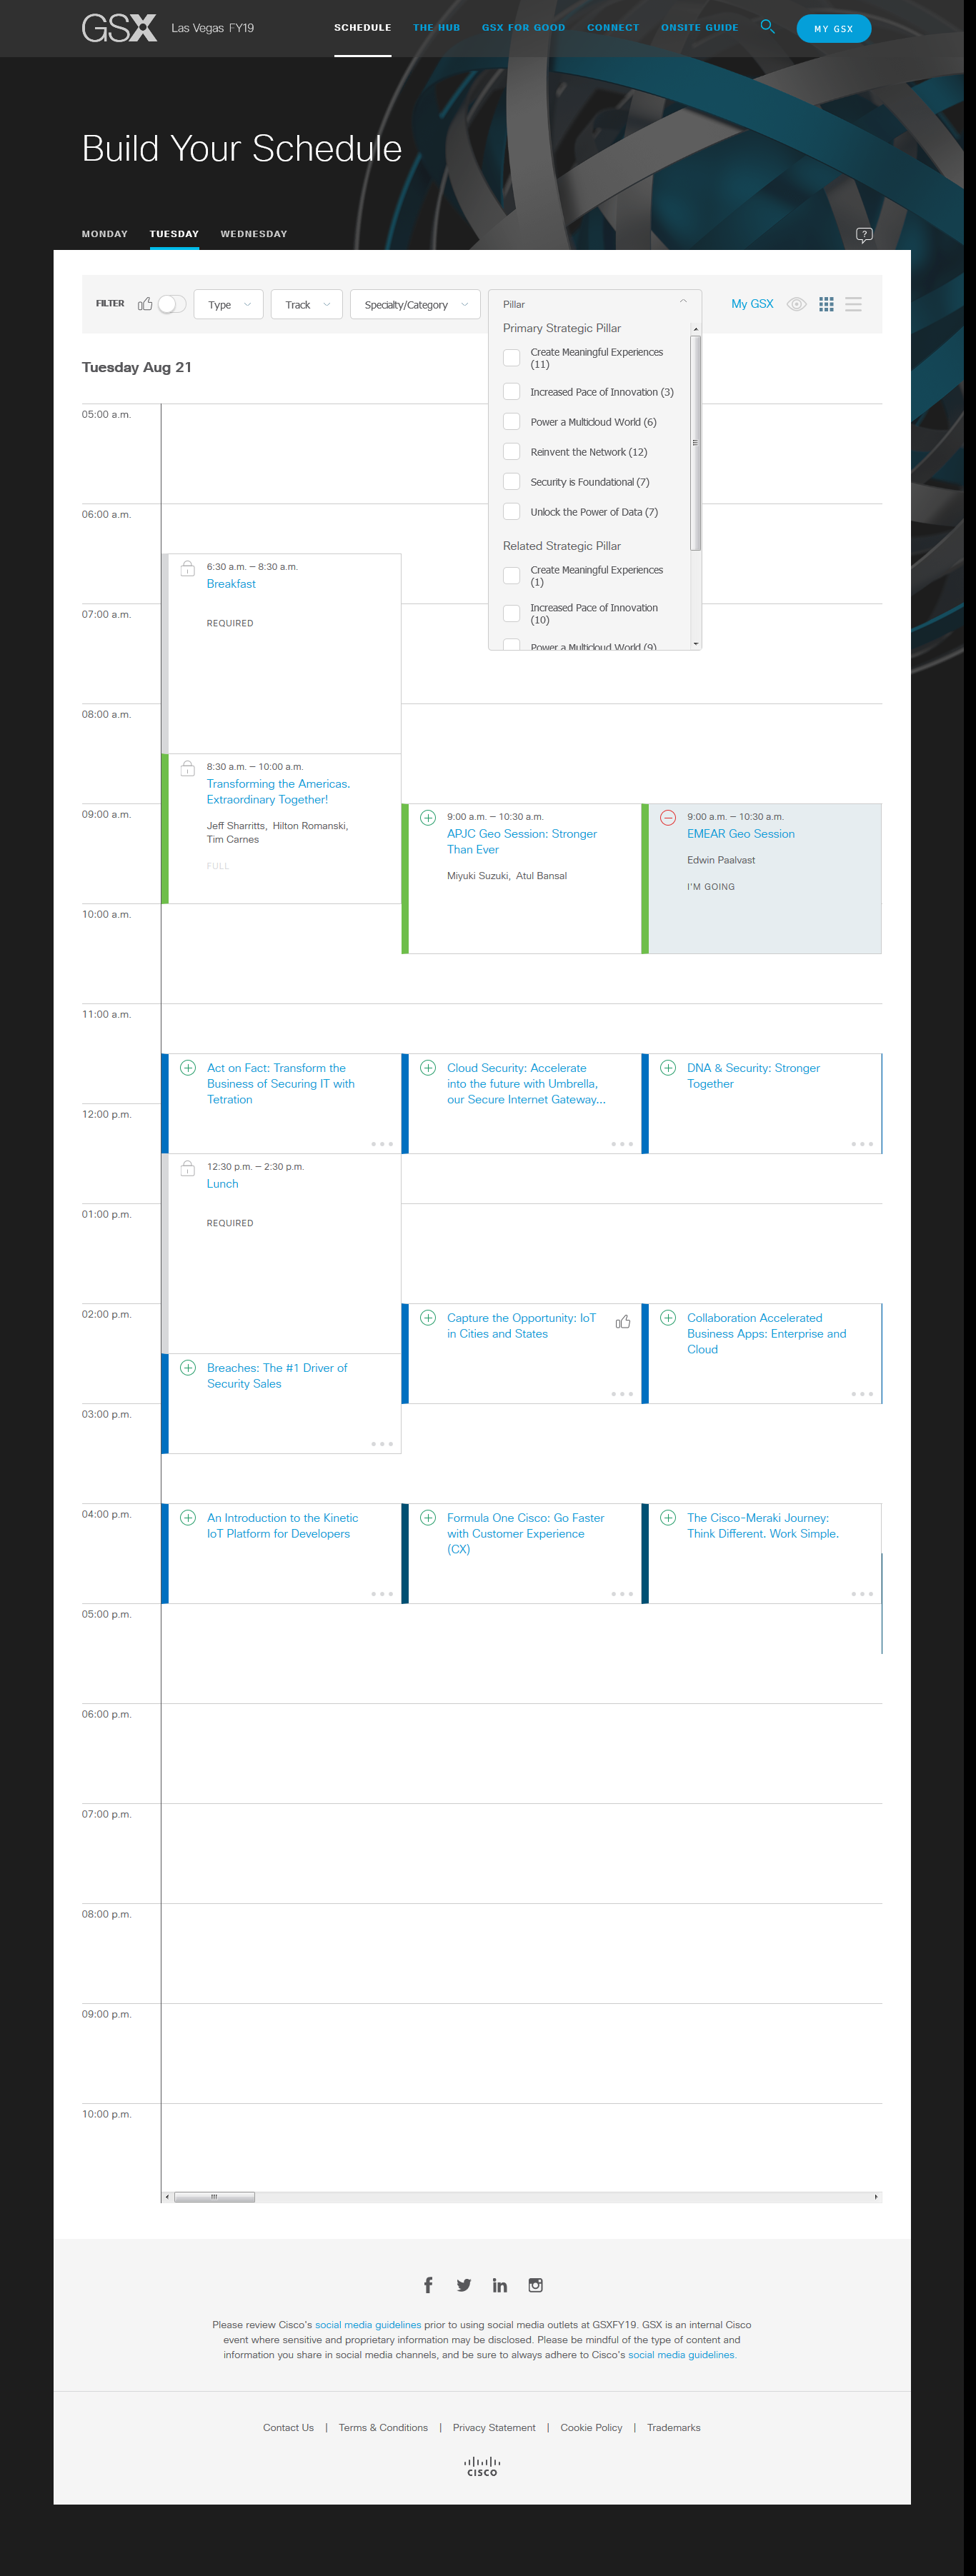 GSX Las Vegas FY19
SCHEDULE THE HUB GSX FOR GOOD CONNECT ONSITE GUIDE MY GSX
Build Your Schedule
MONDAY TUESDAY WEDNESDAY
?
FILTER Type Track Specialty/Category Pillar My GSX
Primary Strategic Pillar
Create Meaningful Experiences
(11)
Increased Pace of Innovation (3)
Power a Multicloud World (6)
Reinvent the Network (12)
Security is Foundational (7)
Unlock the Power of Data (7)
Related Strategic Pillar
Create Meaningful Experiences
(1)
Increased Pace of Innovation
(10)
Power a Multicloud World (9)
Tuesday Aug 21
05:00 a.m.
06:00 a.m.
6:30 a.m. – 8:30 a.m.
Breakfast
REQUIRED
07:00 a.m.
08:00 a.m.
8:30 a.m. – 10:00 a.m.
Transforming the Americas.
Extraordinary Together!
Jeff Sharritts, Hilton Romanski,
Tim Carnes
FULL
09:00 a.m.
9:00 a.m. – 10:30 a.m.
APJC Geo Session: Stronger
Than Ever
Miyuki Suzuki, Atul Bansal
9:00 a.m. – 10:30 a.m.
EMEAR Geo Session
Edwin Paalvast
I'M GOING
10:00 a.m.
11:00 a.m.
Act on Fact: Transform the
Business of Securing IT with
Tetration
Cloud Security: Accelerate
into the future with Umbrella,
our Secure Internet Gateway...
DNA & Security: Stronger
Together
12:00 p.m.
12:30 p.m. – 2:30 p.m.
Lunch
REQUIRED
01:00 p.m.
02:00 p.m.
Capture the Opportunity: IoT
in Cities and States
Collaboration Accelerated
Business Apps: Enterprise and
Cloud
Breaches: The #1 Driver of
Security Sales
03:00 p.m.
04:00 p.m.
An Introduction to the Kinetic
IoT Platform for Developers
Formula One Cisco: Go Faster
with Customer Experience
(CX)
The Cisco-Meraki Journey:
Think Different. Work Simple.
05:00 p.m.
06:00 p.m.
07:00 p.m.
08:00 p.m.
09:00 p.m.
10:00 p.m.
Please review Cisco's social media guidelines prior to using social media outlets at GSXFY19. GSX is an internal Cisco
event where sensitive and proprietary information may be disclosed. Please be mindful of the type of content and
information you share in social media channels, and be sure to always adhere to Cisco's social media guidelines.
Contact Us | Terms & Conditions | Privacy Statement | Cookie Policy | Trademarks
CISCO